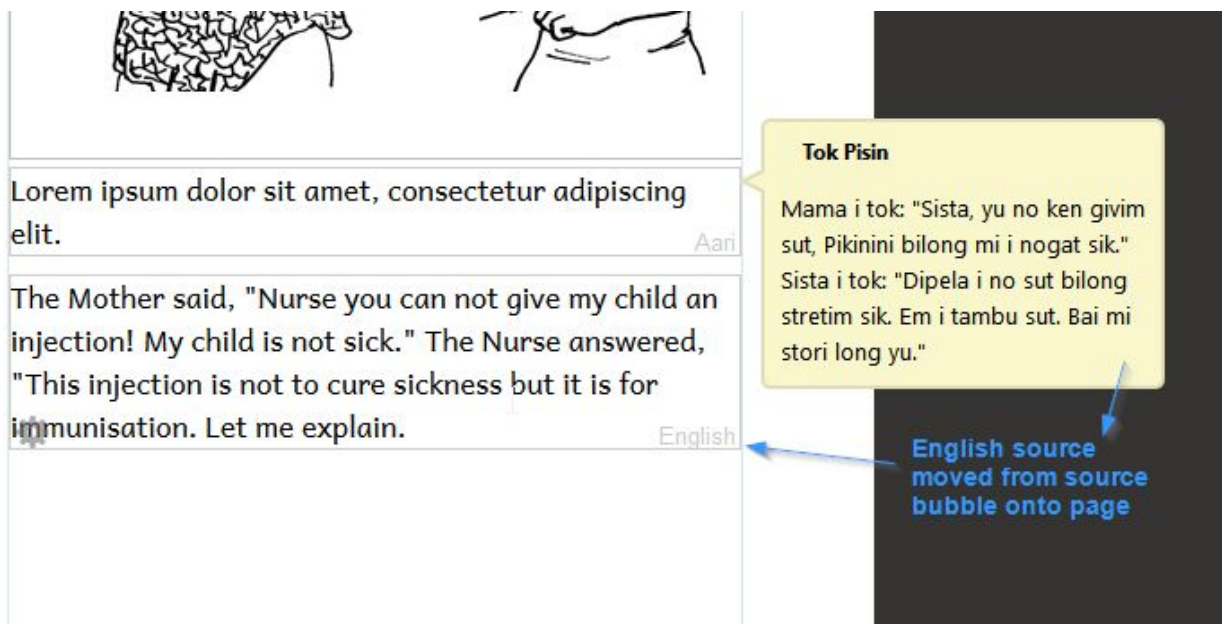 Lorem ipsum dolor sit amet, consectetur adipiscing
elit.
Aari
The Mother said, "Nurse you can not give my child an
injection! My child is not sick." The Nurse answered,
"This injection is not to cure sickness but it is for
immunisation. Let me explain.
English
Tok Pisin
Mama i tok: "Sista, yu no ken givim
sut, Pikinini bilong mi i nogat sik."
Sista i tok: "Dipela i no sut bilong
stretim sik. Em i tambu sut. Bai mi
stori long yu."
English source
moved from source
bubble onto page